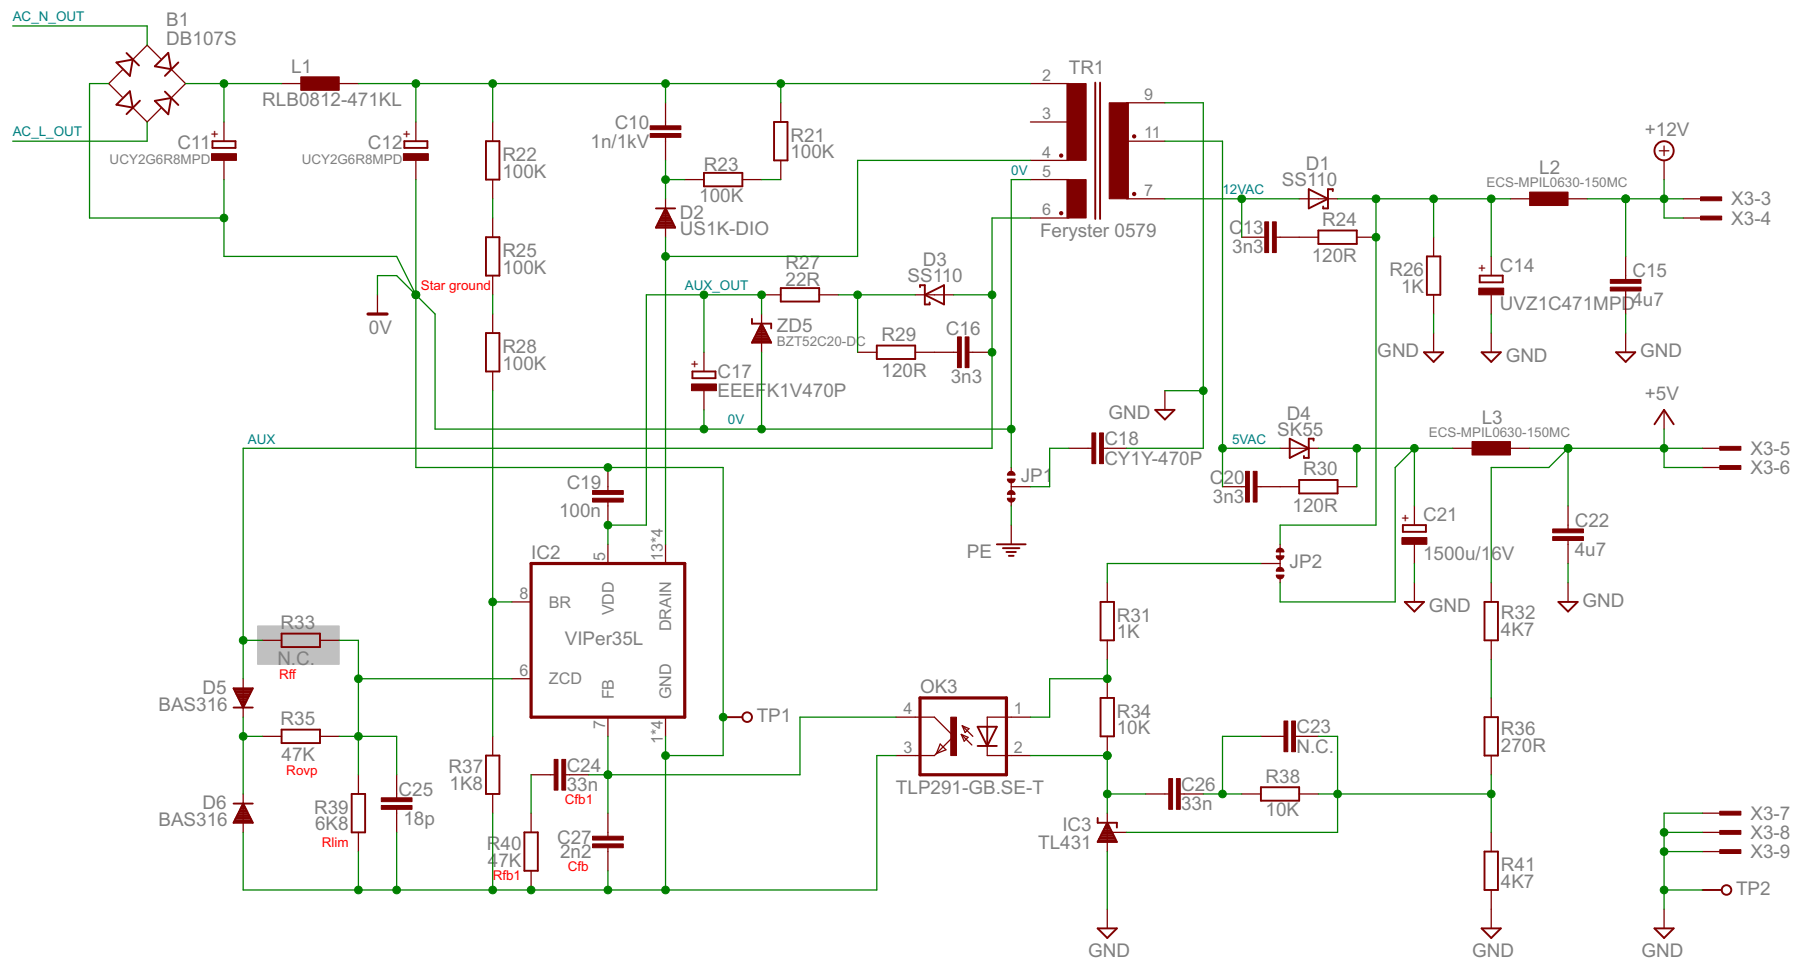 AC_N_OUT
B1
DB107S
AC_L_OUT
L1
RLB0812-471KL
C11
+
UCY2G6R8MPD
C12
+
UCY2G6R8MPD
R22
100K
R25
100K
R28
100K
C10
1n/1kV
R21
100K
R23
100K
D2
US1K-DIO
TR1
2
3
4
5
6
9
11
7
0V
Feryster 0579
Star ground
0V
AUX_OUT
R27
22R
D3
SS110
ZD5
BZT52C20-DC
R29
120R
C16
3n3
+
C17
EEEFK1V470P
0V
AUX
12VAC
D1
SS110
C13
3n3
R24
120R
R26
1K
GND
+
C14
UVZ1C471MPD
GND
L2
ECS-MPIL0630-150MC
C15
4u7
GND
+12V
X3-3
X3-4
GND
C18
CY1Y-470P
JP1
PE
5VAC
D4
SK55
C20
3n3
R30
120R
L3
ECS-MPIL0630-150MC
+5V
X3-5
X3-6
+
C21
1500u/16V
GND
C22
4u7
GND
JP2
C19
100n
IC2
5
13*4
8
BR
VDD
DRAIN
VIPer35L
6
ZCD
FB
GND
7
1*4
TP1
R33
N.C.
Rff
D5
BAS316
R35
47K
Rovp
D6
BAS316
R39
6K8
Rlim
C25
18p
R37
1K8
C24
33n
Cfb1
R40
47K
Rfb1
C27
2n2
Cfb
OK3
4
3
1
2
TLP291-GB.SE-T
R31
1K
R34
10K
C23
N.C.
C26
33n
R38
10K
IC3
TL431
GND
R32
4K7
R36
270R
R41
4K7
GND
X3-7
X3-8
X3-9
TP2
GND